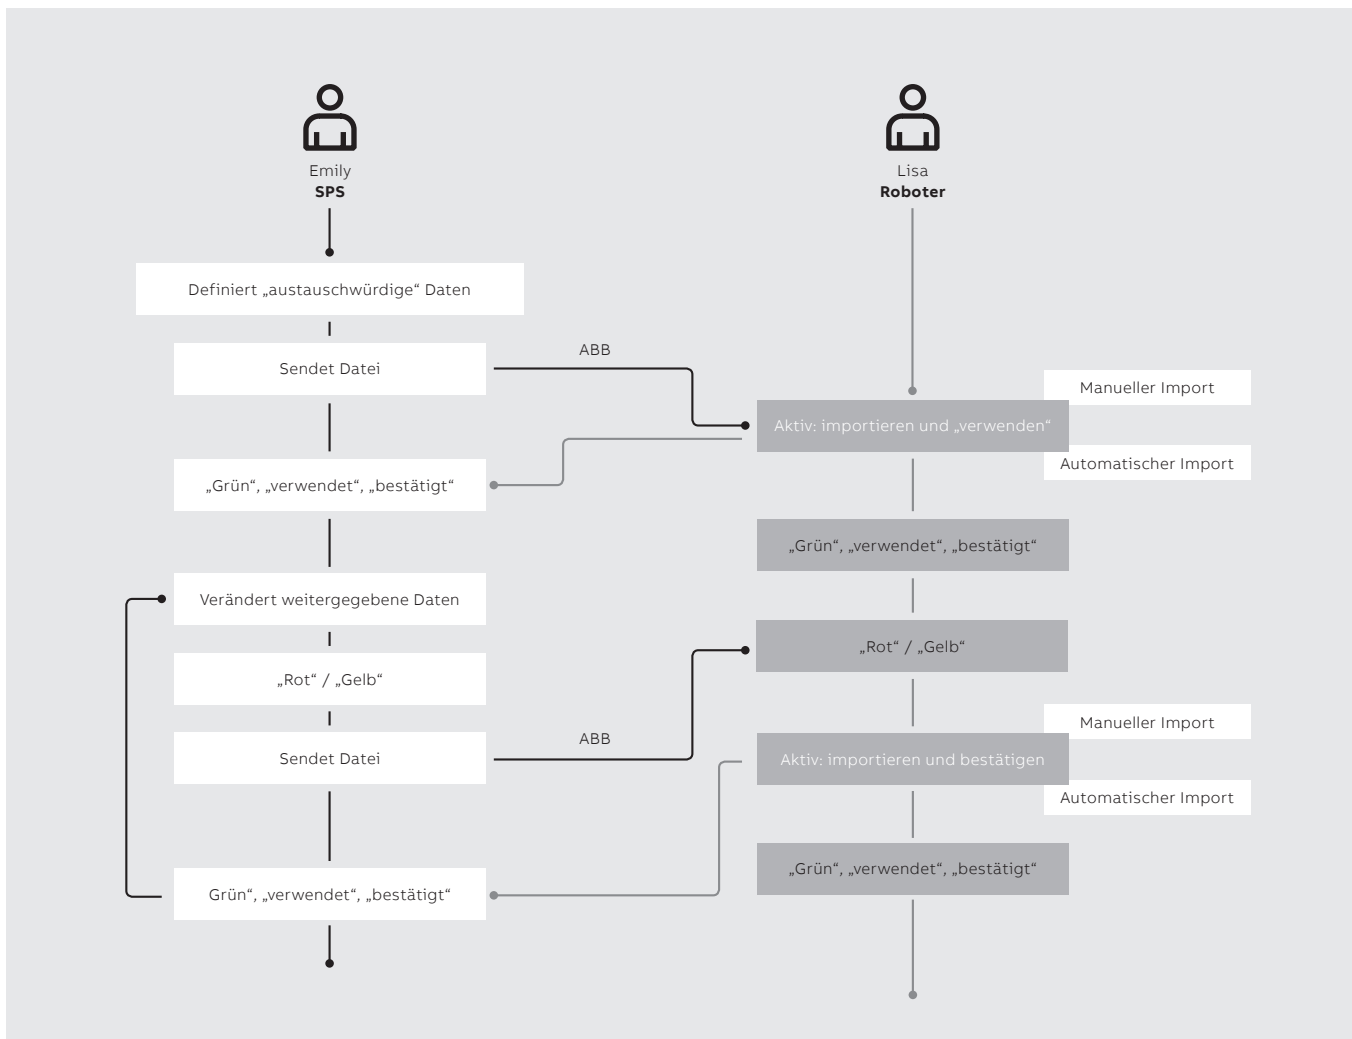 Emily
SPS
Lisa
Roboter
Definiert „austauschwürdige“ Daten
Sendet Datei
ABB
Manueller Import
Aktiv: importieren und „verwenden“
Automatischer Import
„Grün“, „verwendet“, „bestätigt“
„Grün“, „verwendet“, „bestätigt“
Verändert weitergegebene Daten
„Rot“ / „Gelb“
„Rot“ / „Gelb“
Sendet Datei
ABB
Manueller Import
Aktiv: importieren und bestätigen
Automatischer Import
„Grün“, „verwendet“, „bestätigt“
Grün“, „verwendet“, „bestätigt“